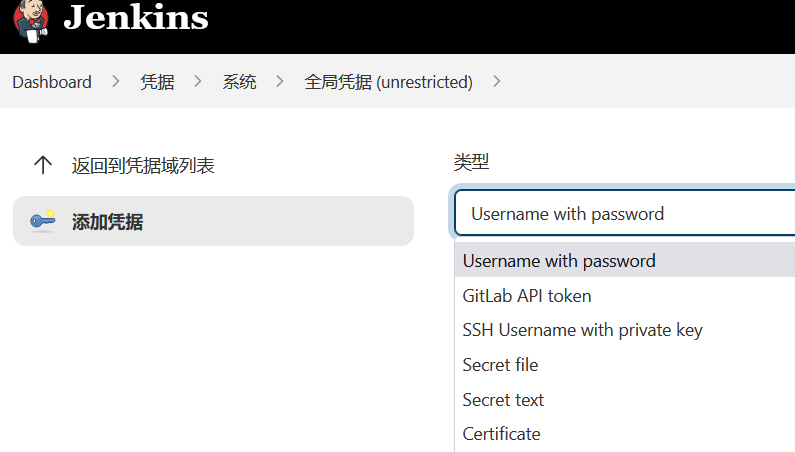 Jenkins
Dashboard > 凭据 > 系统 > 全局凭据 (unrestricted) >
返回到凭据域列表
添加凭据
类型
Username with password
Username with password
GitLab API token
SSH Username with private key
Secret file
Secret text
Certificate